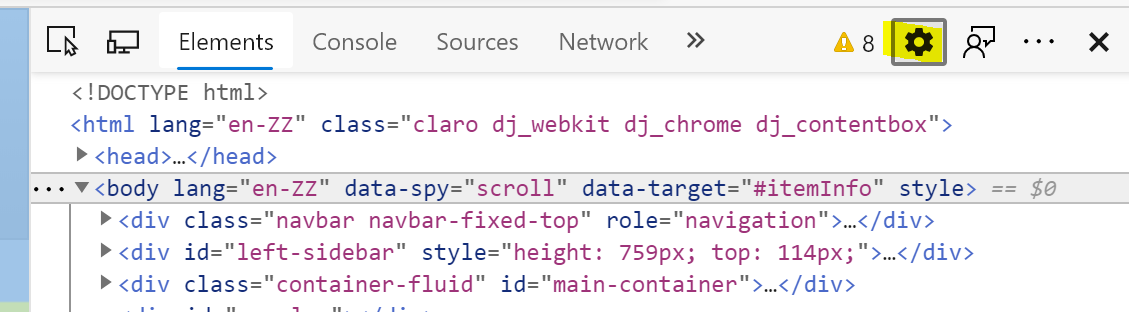 Elements Console Sources Network » 8
<!DOCTYPE html>
<html lang="en-ZZ" class="claro dj_webkit dj_chrome dj_contentbox">
<head>…</head>
<body lang="en-ZZ" data-spy="scroll" data-target="#itemInfo" style> == $0
<div class="navbar navbar-fixed-top" role="navigation">…</div>
<div id="left-sidebar" style="height: 759px; top: 114px;">…</div>
<div class="container-fluid" id="main-container">…</div>